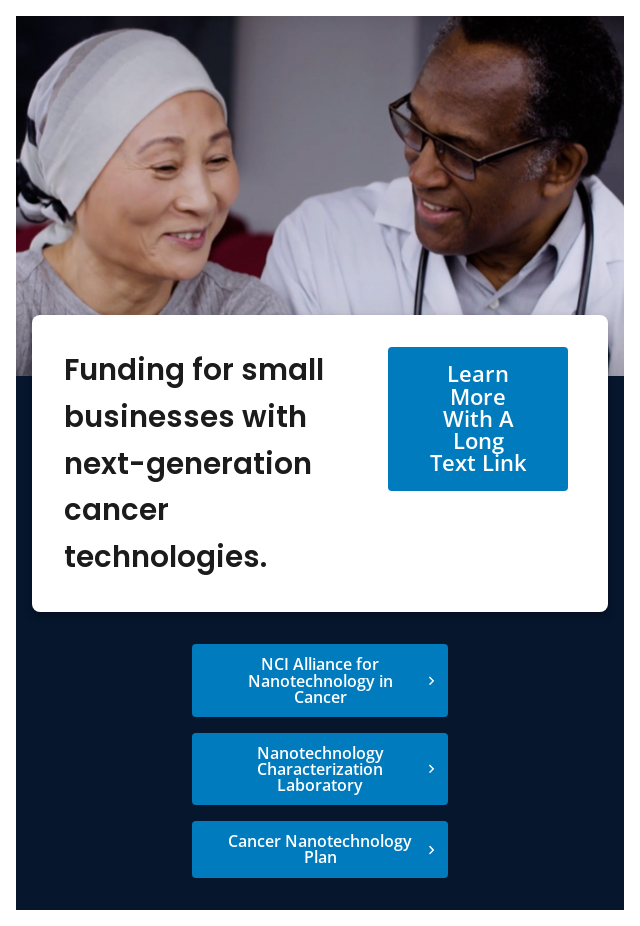 Funding for small
businesses with
next-generation
cancer
technologies.
Learn
More
With A
Long
Text Link
NCI Alliance for
Nanotechnology in
Cancer
Nanotechnology
Characterization
Laboratory
Cancer Nanotechnology
Plan